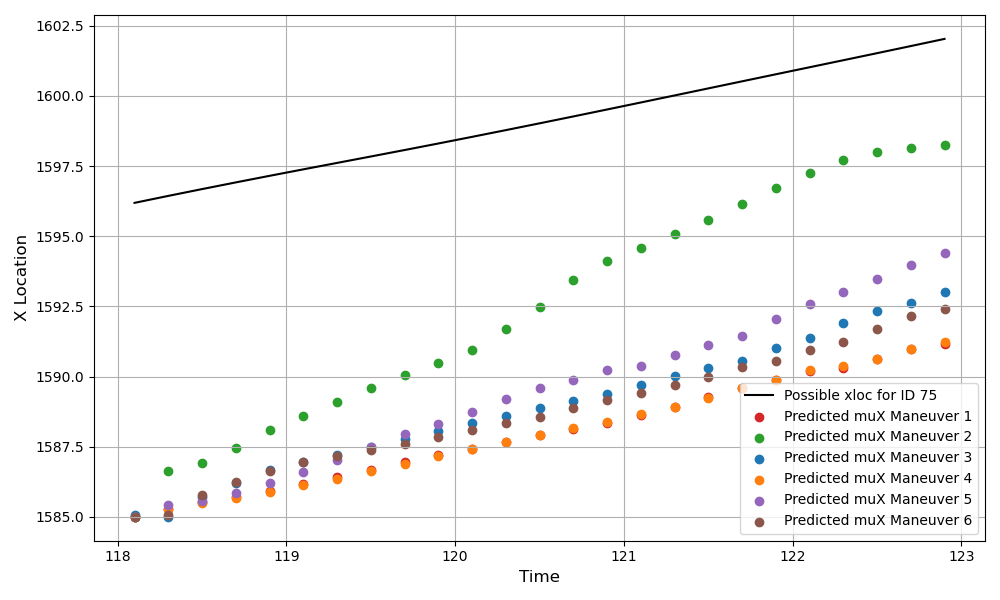 1602.5
1600.0
1597.5
1595.0
1592.5
1590.0
1587.5
1585.0
X Location
118
119
120
121
122
123
Time
Possible xloc for ID 75
Predicted muX Maneuver 1
Predicted muX Maneuver 2
Predicted muX Maneuver 3
Predicted muX Maneuver 4
Predicted muX Maneuver 5
Predicted muX Maneuver 6